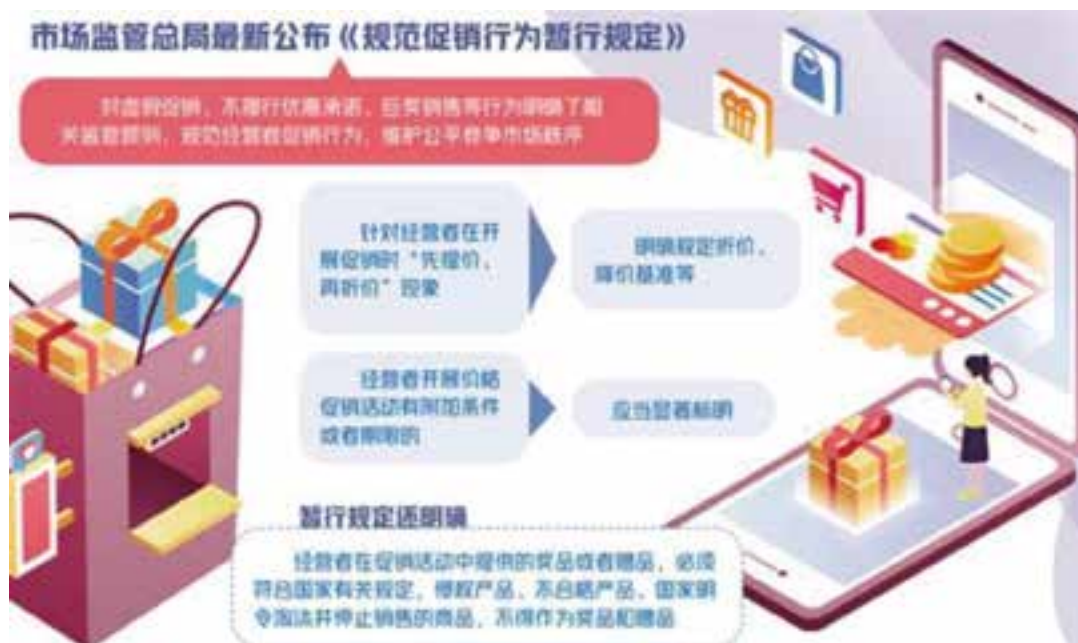 市场监管总局最新公布《规范促销行为暂行规定》
对虚假促销、不履行优惠承诺、巨奖销售等行为明确了相
关监管规则，规范经营者促销行为，维护公平竞争市场秩序
针对经营者在开
展促销时“先提价、
再折价”现象
明确规定折价、
降价基准等
经营者开展价格
促销活动有附加条件
或者期限的
应当显著标明
暂行规定还明确
经营者在促销活动中提供的奖品或者赠品，必须
符合国家有关规定，侵权产品、不合格产品、国家明
令淘汰并停止销售的商品，不得作为奖品和赠品